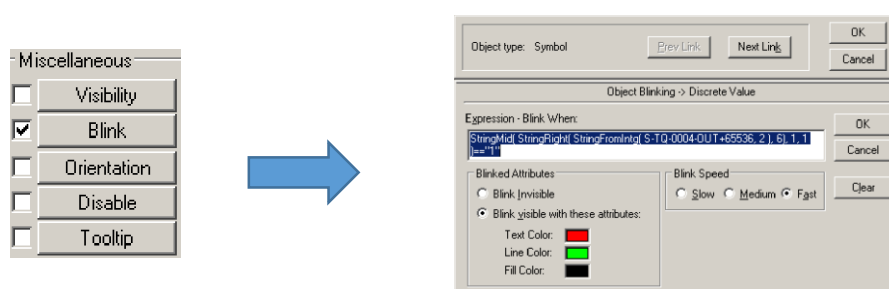 Miscellaneous
Visibility
Blink
Orientation
Disable
Tooltip
Object type: Symbol
Prev Link
Next Link
OK
Cancel
Object Blinking -> Discrete Value
Expression - Blink When:
StringMid( StringRight( StringFromIntg( S-TQ-0004-OUT+65536, 2 ), 6), 1, 1
)=="1"
OK
Cancel
Clear
Blinked Attributes
Blink Invisible
Blink visible with these attributes:
Text Color:
Line Color:
Fill Color:
Blink Speed
Slow Medium Fast